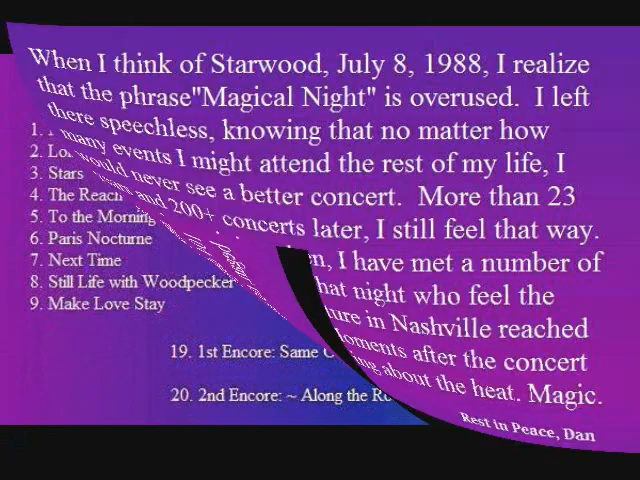 When I think of Starwood, July 8, 1988, I realize
that the phrase"Magical Night" is overused. I left
there speechless, knowing that no matter how
many events I might attend the rest of my life, I
would never see a better concert. More than 23
years and 200+ concerts later, I still feel that way.
I have met a number of
that night who feel the
in Nashville reached
after the concert
about the heat. Magic.
Rest in Peace, Dan
1.
2.
3. Stars
4. The Reach
5. To the Morning
6. Paris Nocturne
7. Next Time
8. Still Life with Woodpecker
9. Make Love Stay
19. 1st Encore: Same
20. 2nd Encore: ~ Along the